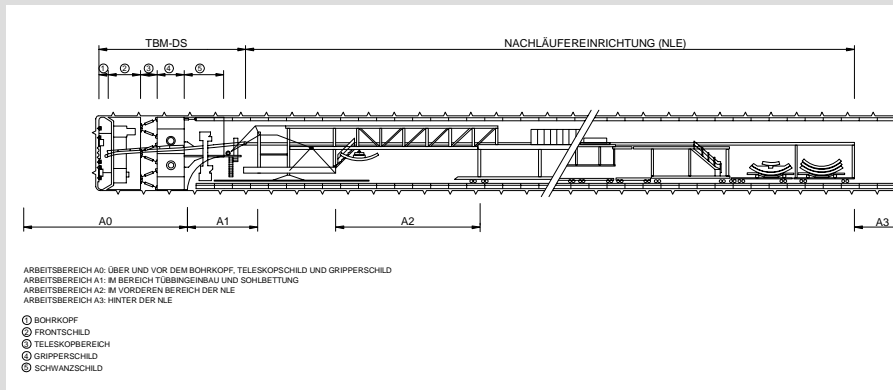 TBM-DS
NACHLÄUFEREINRICHTUNG (NLE)
1 2 3 4 5
A0 A1 A2 A3
ARBEITSBEREICH A0: ÜBER UND VOR DEM BOHRKOPF, TELESKOPSCHILD UND GRIPPERSCHILD
ARBEITSBEREICH A1: IM BEREICH TÜBBINGEINBAU UND SOHLBETTUNG
ARBEITSBEREICH A2: IM VORDEREN BEREICH DER NLE
ARBEITSBEREICH A3: HINTER DER NLE
1 BOHRKOPF
2 FRONTSCHILD
3 TELESKOPBEREICH
4 GRIPPERSCHILD
5 SCHWANZSCHILD